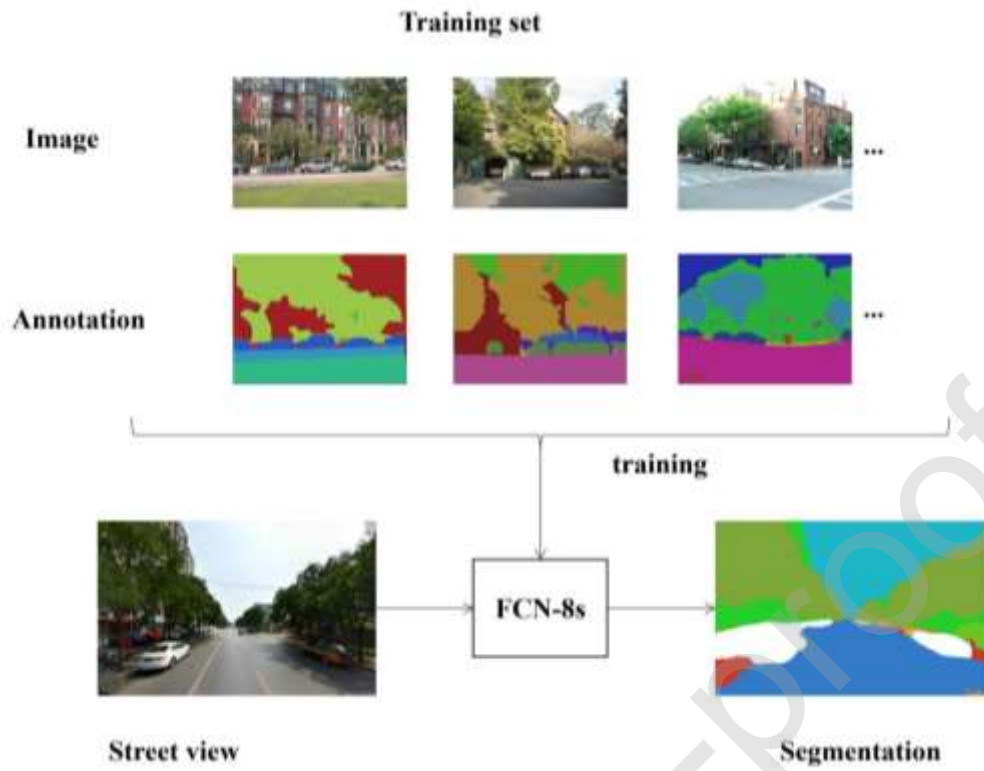 Training set
Image
...
Annotation
...
training
FCN-8s
Street view
Segmentation